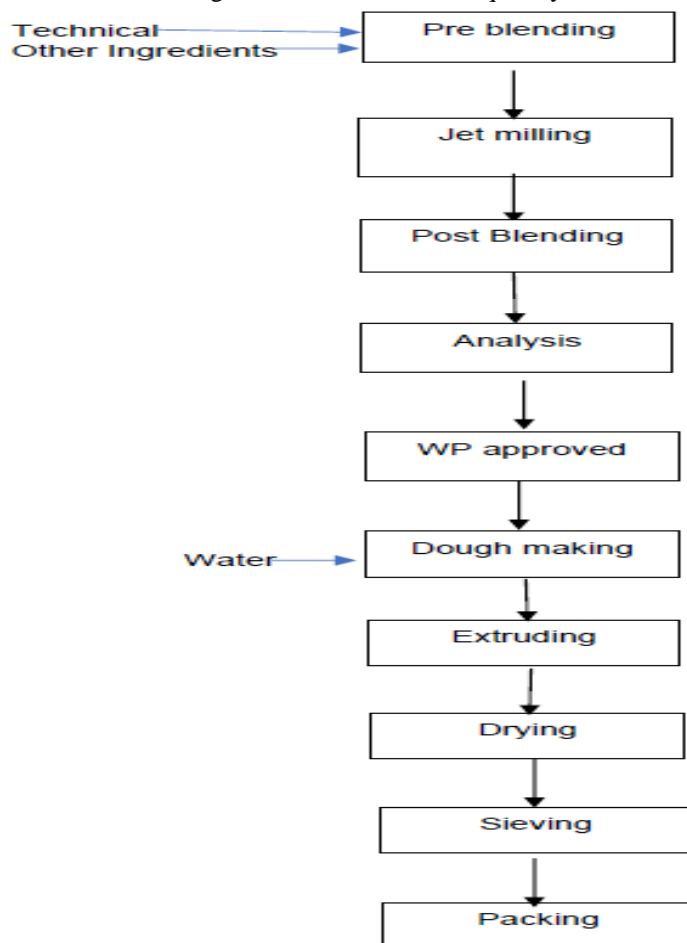 Technical
Other Ingredients
Pre blending
Jet milling
Post Blending
Analysis
WP approved
Water
Dough making
Extruding
Drying
Sieving
Packing